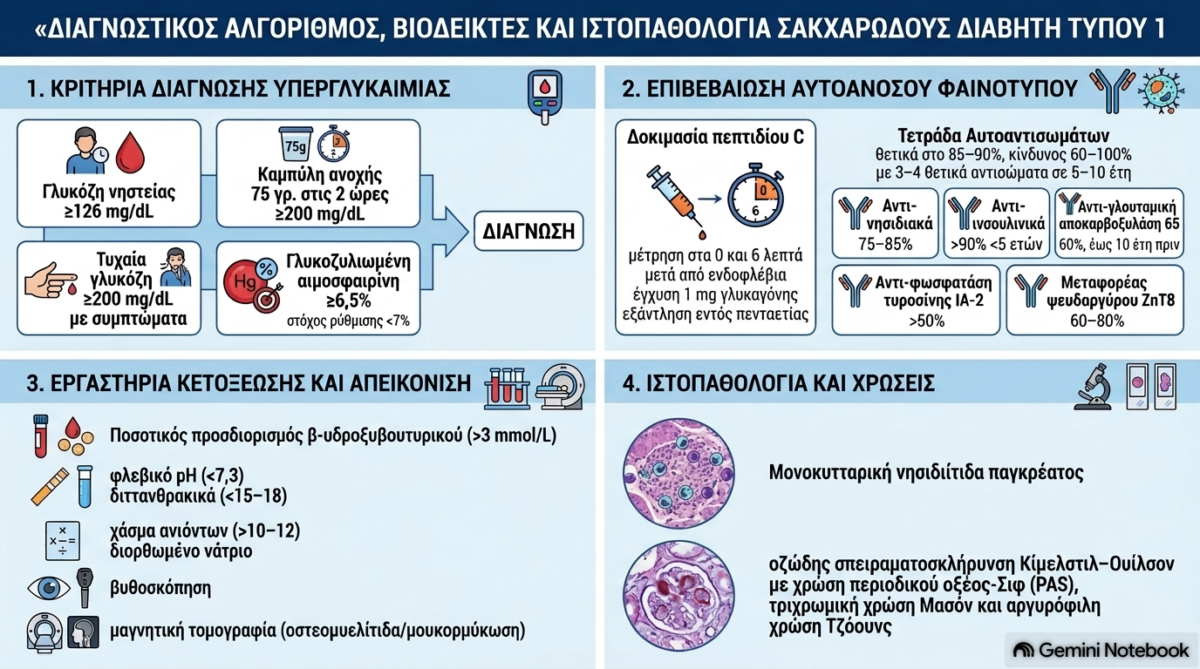 «ΔΙΑΓΝΩΣΤΙΚΟΣ ΑΛΓΟΡΙΘΜΟΣ, ΒΙΟΔΕΙΚΤΕΣ ΚΑΙ ΙΣΤΟΠΑΘΟΛΟΓΙΑ ΣΑΚΧΑΡΩΔΟΥΣ ΔΙΑΒΗΤΗ ΤΥΠΟΥ 1
1. ΚΡΙΤΗΡΙΑ ΔΙΑΓΝΩΣΗΣ ΥΠΕΡΓΛΥΚΑΙΜΙΑΣ
Γλυκόζη νηστείας
≥126 mg/dL
75g
Καμπύλη ανοχής
75 γρ. στις 2 ώρες
≥200 mg/dL
Τυχαία
γλυκόζη
≥200 mg/dL
με συμπτώματα
Hg
%
Γλυκοζυλιωμένη
αιμοσφαιρίνη
≥6,5%
στόχος ρύθμισης <7%
ΔΙΑΓΝΩΣΗ
2. ΕΠΙΒΕΒΑΙΩΣΗ ΑΥΤΟΑΝΟΣΟΥ ΦΑΙΝΟΤΥΠΟΥ
Δοκιμασία πεπτιδίου C
0
6
μέτρηση στα 0 και 6 λεπτά
μετά από ενδοφλέβια
έγχυση 1 mg γλυκαγόνης
εξάντληση εντός πενταετίας
Τετράδα Αυτοαντισωμάτων
θετικά στο 85–90%, κίνδυνος 60–100%
με 3–4 θετικά αντισώματα σε 5–10 έτη
Αντι-
νησιδιακά
75–85%
Αντι-
ινσουλινικά
>90% <5 ετών
Αντι-γλουταμική
αποκαρβοξυλάση 65
60%, έως 10 έτη πριν
Αντι-φωσφατάση
τυροσίνης IA-2
>50%
Μεταφορέας
ψευδαργύρου ZnT8
60–80%
3. ΕΡΓΑΣΤΗΡΙΑ ΚΕΤΟΞΕΩΣΗΣ ΚΑΙ ΑΠΕΙΚΟΝΙΣΗ
Ποσοτικός προσδιορισμός β-υδροξυβουτυρικού (>3 mmol/L)
φλεβικό pH (<7,3)
διττανθρακικά (<15–18)
χάσμα ανιόντων (>10–12)
διορθωμένο νάτριο
βυθοσκόπηση
μαγνητική τομογραφία (οστεομυελίτιδα/μουκορμύκωση)
4. ΙΣΤΟΠΑΘΟΛΟΓΙΑ ΚΑΙ ΧΡΩΣΕΙΣ
Μονοκυτταρική νησιδιίτιδα παγκρέατος
οζώδης σπειραματοσκλήρυνση Κίμελστιλ–Ουίλσον
με χρώση περιοδικού οξέος-Σιφ (PAS),
τριχρωμική χρώση Μασόν και αργυρόφιλη
χρώση Τζόουνς
Gemini Notebook